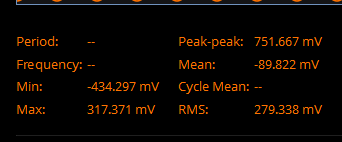 Period: -- Peak-peak: 751.667 mV
Frequency: -- Mean: -89.822 mV
Min: -434.297 mV Cycle Mean: --
Max: 317.371 mV RMS: 279.338 mV